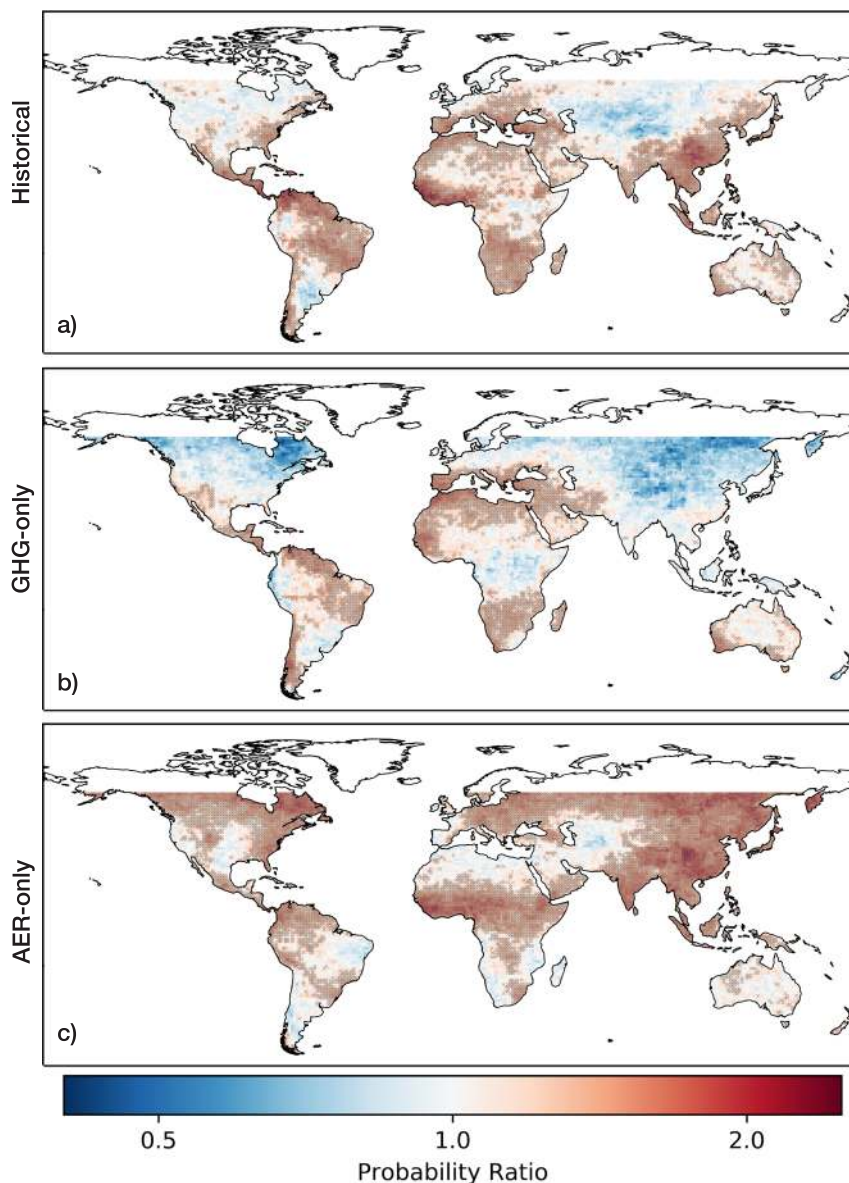 Historical
a)
GHG-only
b)
AER-only
c)
0.5 1.0 2.0
Probability Ratio